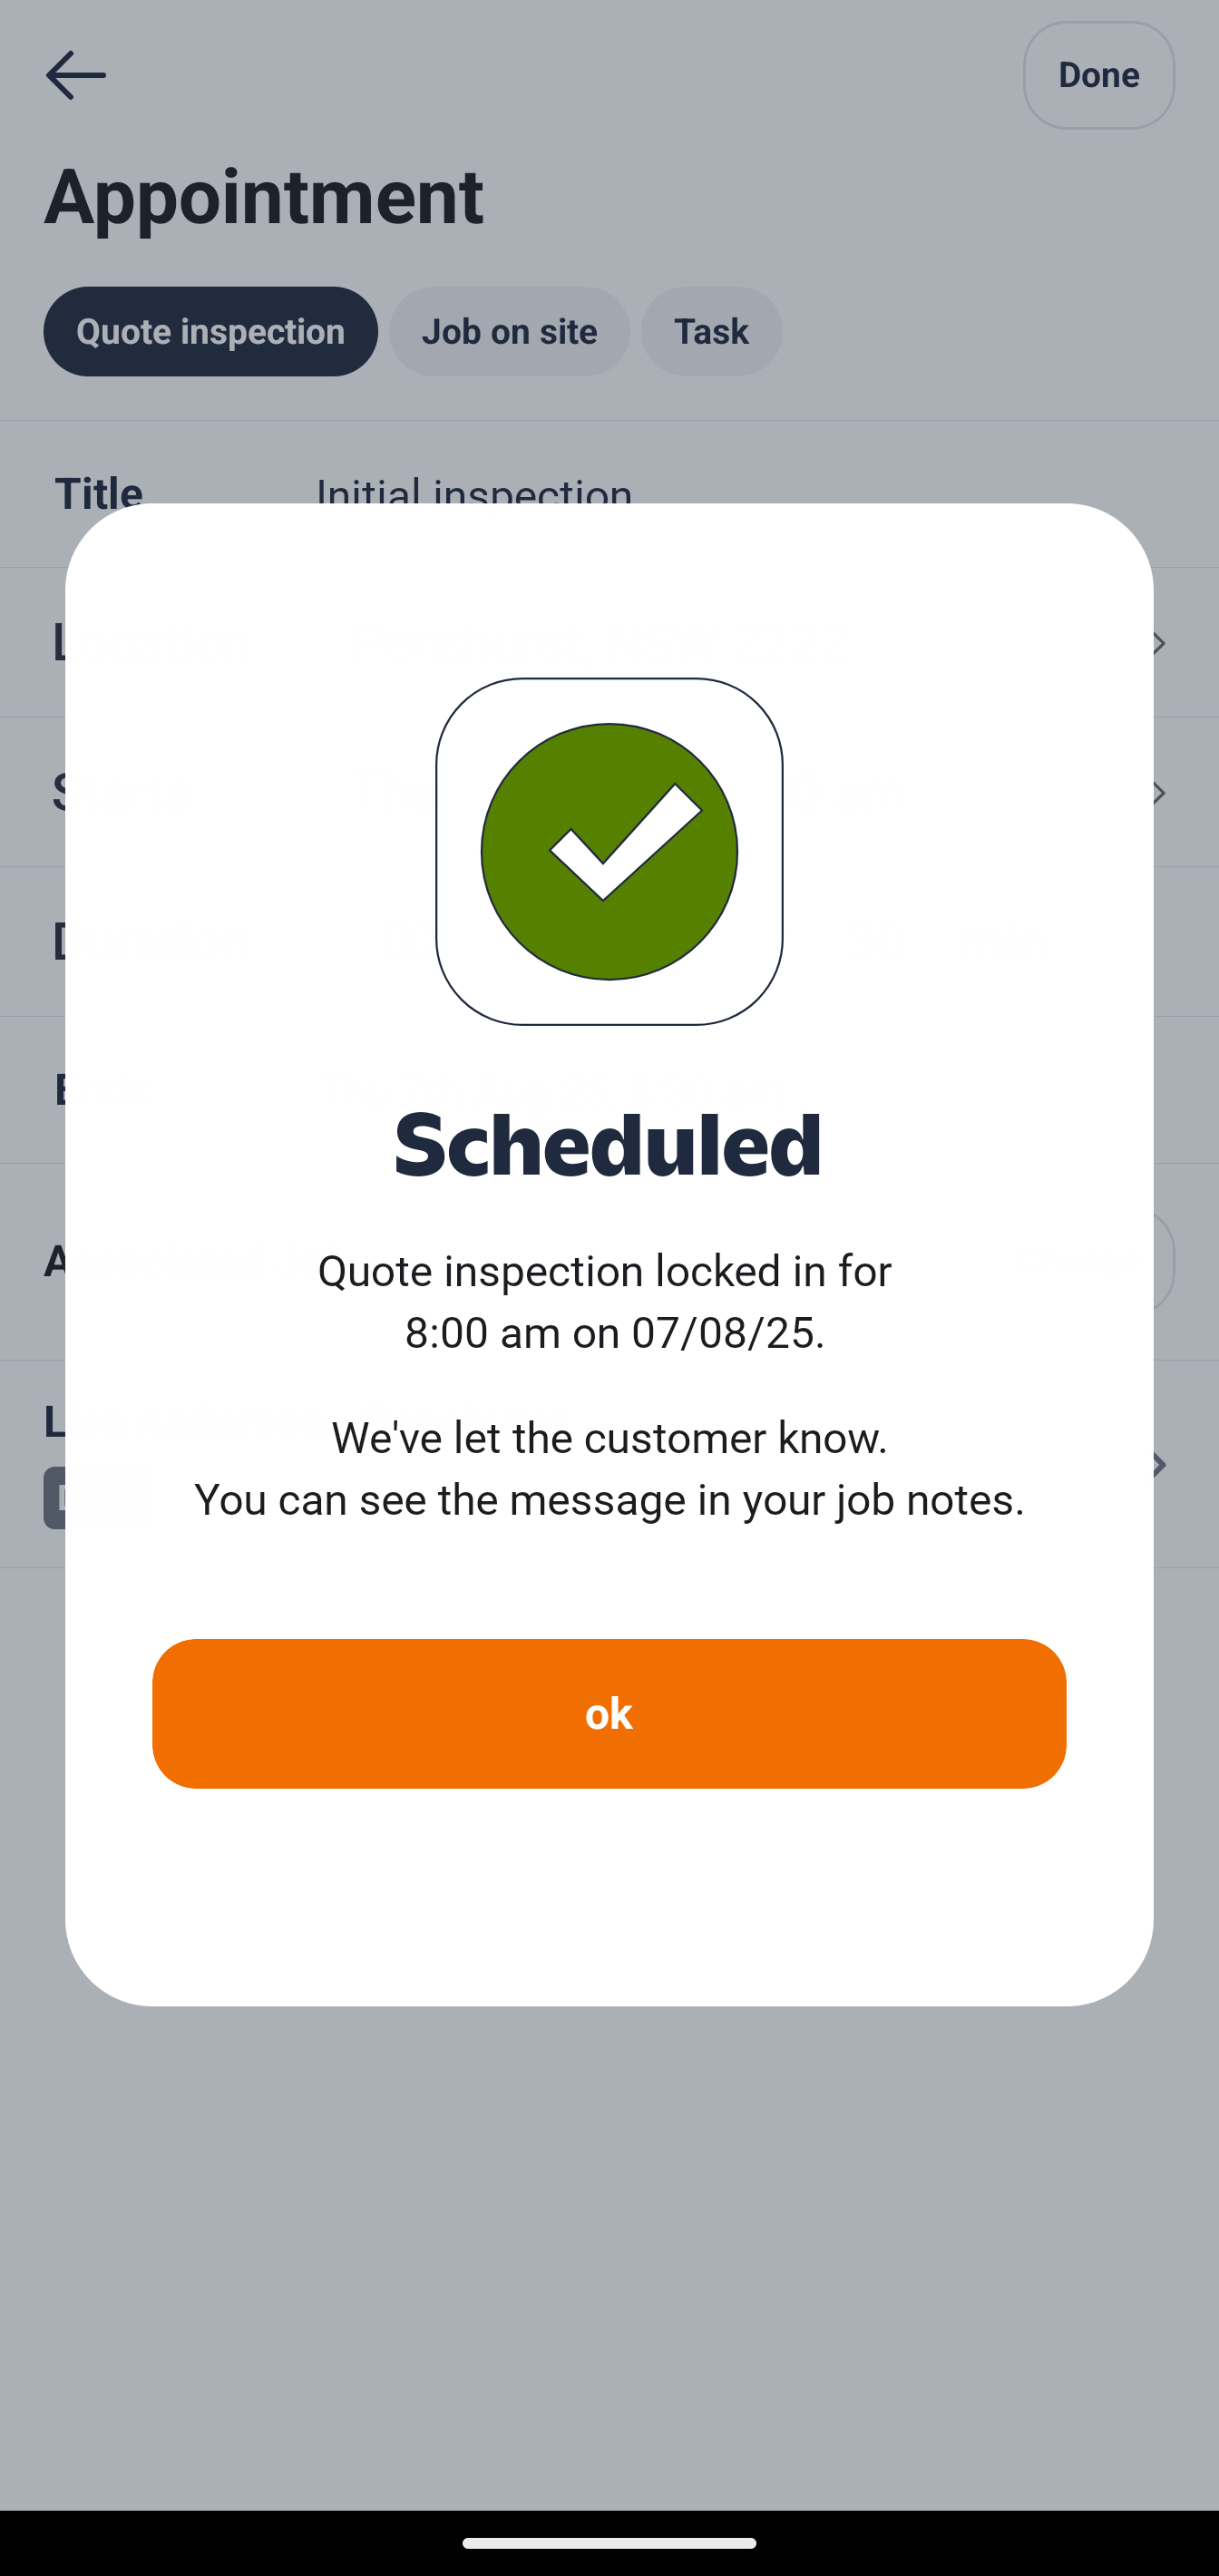 Done
Appointment
Quote inspection Job on site Task
Title Initial inspection
Scheduled
Quote inspection locked in for
8:00 am on 07/08/25.
We've let the customer know.
You can see the message in your job notes.
ok